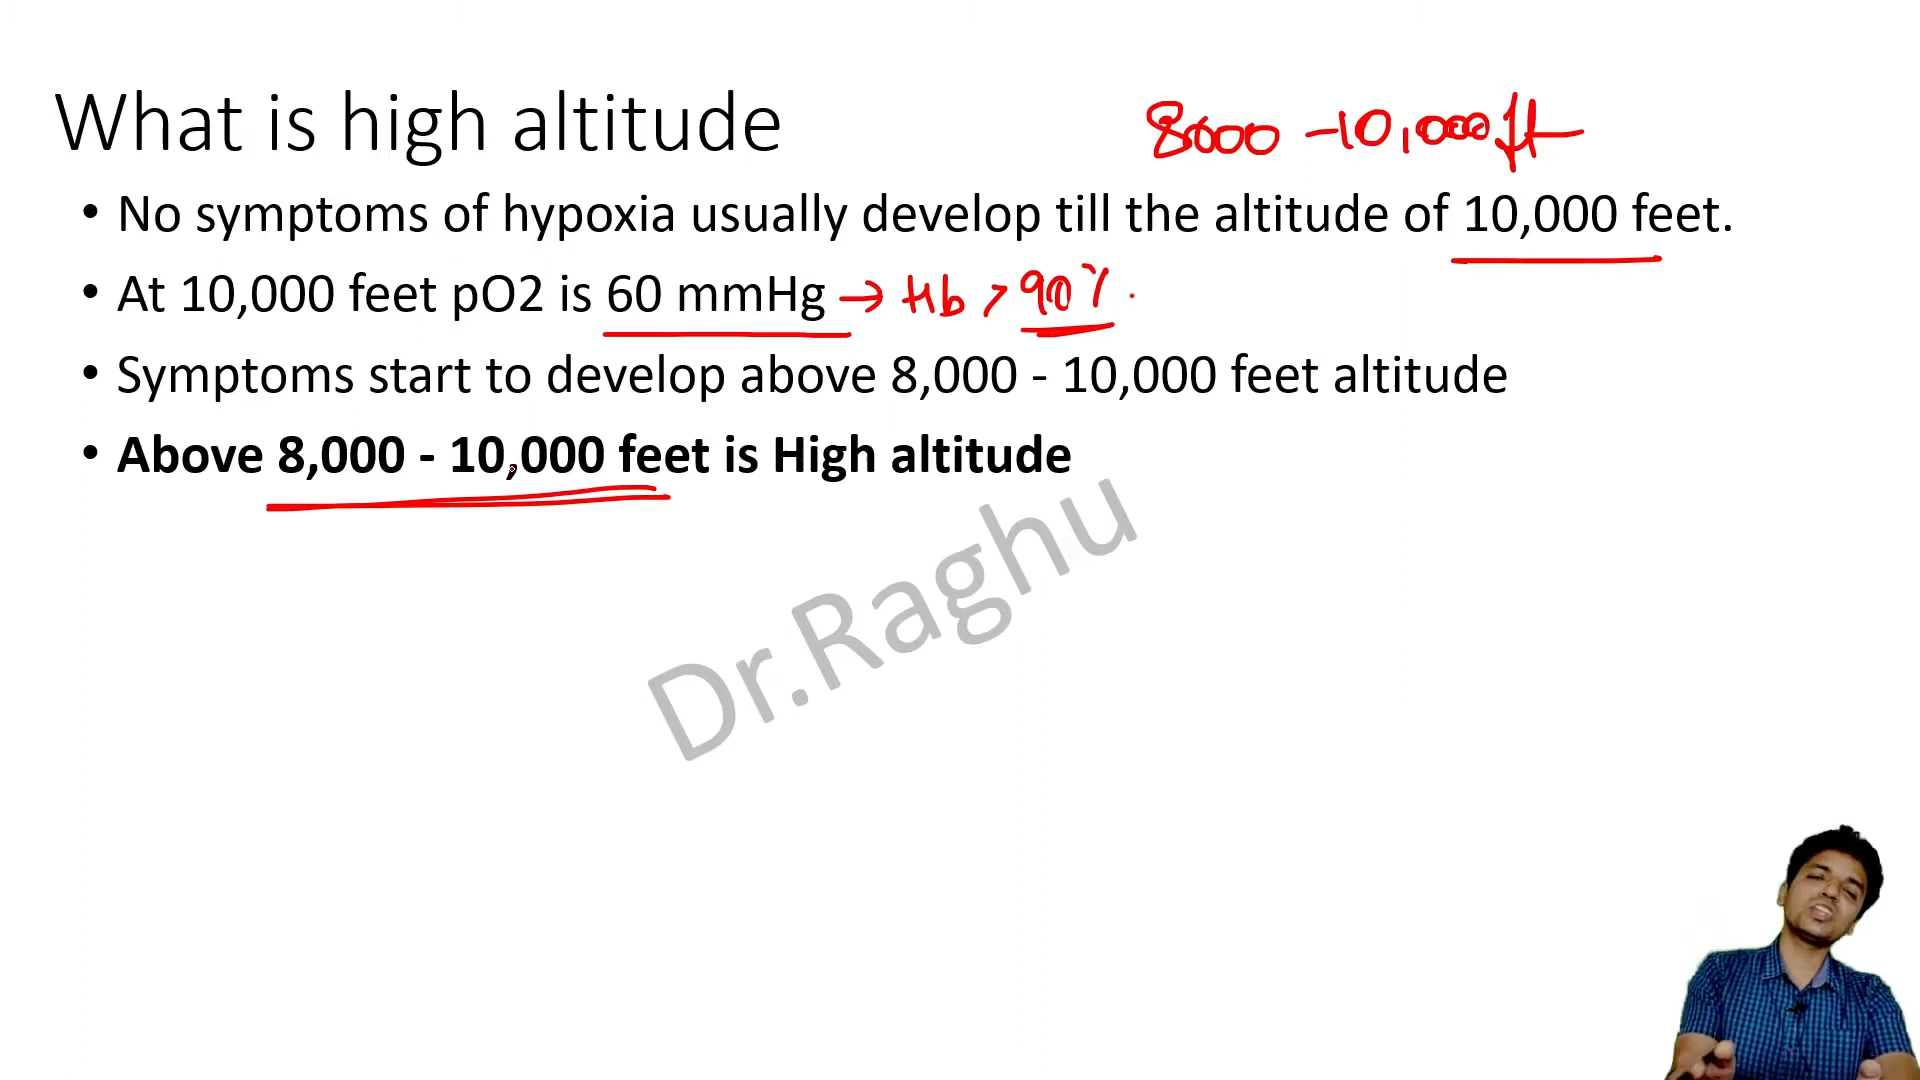 What is high altitude
8000 - 10,000 ft
• No symptoms of hypoxia usually develop till the altitude of 10,000 feet.
• At 10,000 feet pO2 is 60 mmHg → Hb > 90%.
• Symptoms start to develop above 8,000 - 10,000 feet altitude
• Above 8,000 - 10,000 feet is High altitude
Dr.Raghu